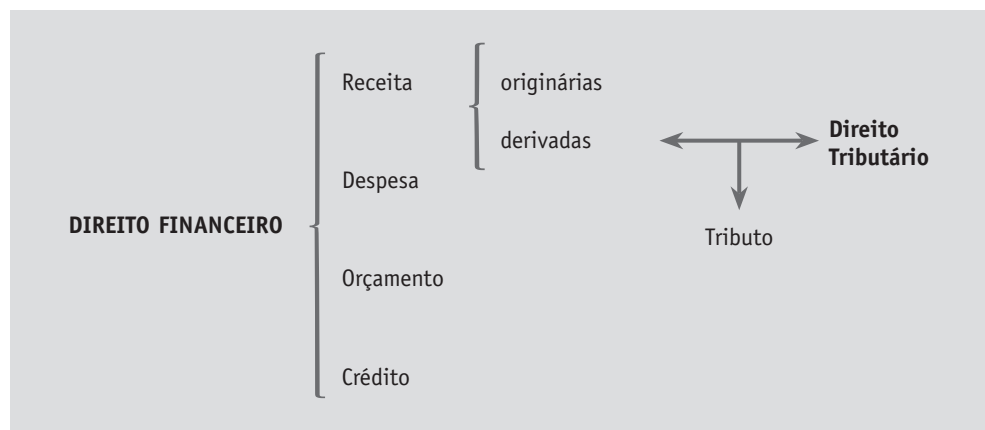 Receita
originárias
derivadas
Direito
Tributário
Despesa
DIREITO FINANCEIRO
Tributo
Orçamento
Crédito